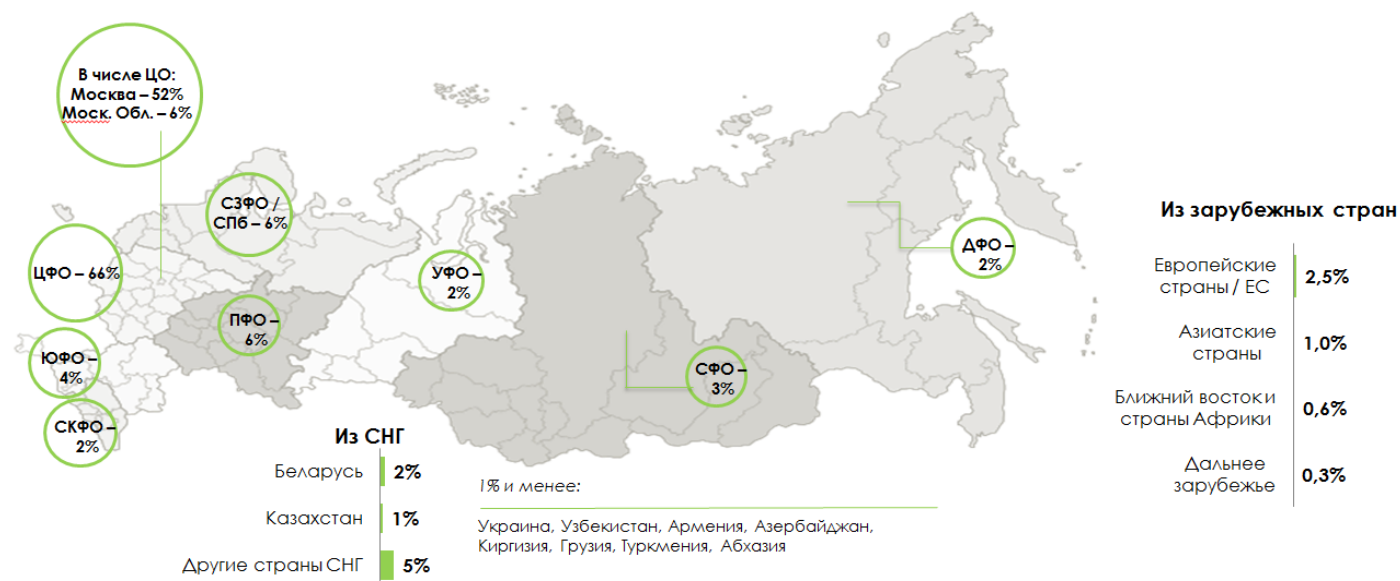 В числе ЦО:
Москва – 52%
Моск. Обл. – 6%
СЗФО /
СПб – 6%
ЦФО – 66%
УФО –
2%
ДФО –
2%
ПФО –
6%
ЮФО –
4%
СФО –
3%
СКФО –
2%
Из СНГ
Беларусь 2%
Казахстан 1%
Другие страны СНГ 5%
1% и менее:
Украина, Узбекистан, Армения, Азербайджан,
Киргизия, Грузия, Туркмения, Абхазия
Из зарубежных стран
Европейские
страны / ЕС 2,5%
Азиатские
страны 1,0%
Ближний восток и
страны Африки 0,6%
Дальнее
зарубежье 0,3%